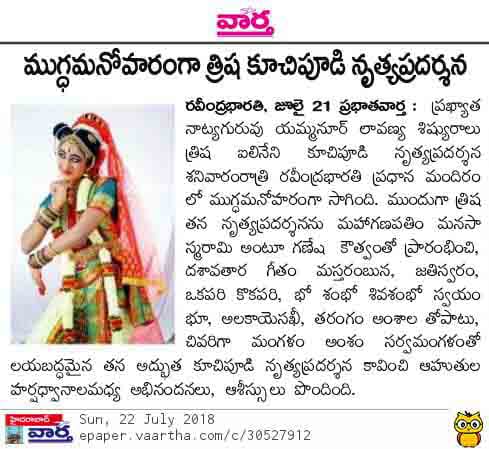 వార్త
ముగ్ధమనోహరంగా త్రిష కూచిపూడి నృత్యప్రదర్శన
రవీంద్రభారతి, జూలై 21 ప్రభాతవార్త : ప్రఖ్యాత
నాట్యగురువు యమ్మనూర్ లావణ్య శిష్యురాలు
త్రిష ఐలినేని కూచిపూడి నృత్యప్రదర్శన
శనివారంరాత్రి రవీంద్రభారతి ప్రధాన మందిరం
లో ముగ్ధమనోహరంగా సాగింది. ముందుగా త్రిష
తన నృత్యప్రదర్శనను మహాగణపతిం మనసా
స్మరామి అంటూ గణేష కౌత్వంతో ప్రారంభించి,
దశావతార గీతం మస్తరంబున, జతిస్వరం,
ఒకపరి కొకపరి, భో శంభో శివశంభో స్వయం
భూ, అలకాయెనఖీ, తరంగం అంశాల తోపాటు,
చివరిగా మంగళం అంశం సర్వమంగళంతో
లయబద్ధమైన తన అద్భుత కూచిపూడి నృత్యప్రదర్శన కావించి ఆహుతుల
హర్షధ్వానాలమధ్య అభినందనలు, ఆశీస్సులు పొందింది.
హైదరాబాద్
వార్త
Sun, 22 July 2018
epaper.vaartha.com/c/30527912